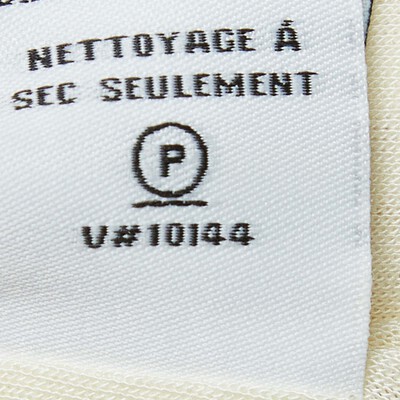 NETTOYAGE À
SEC SEULEMENT
P
V#10144